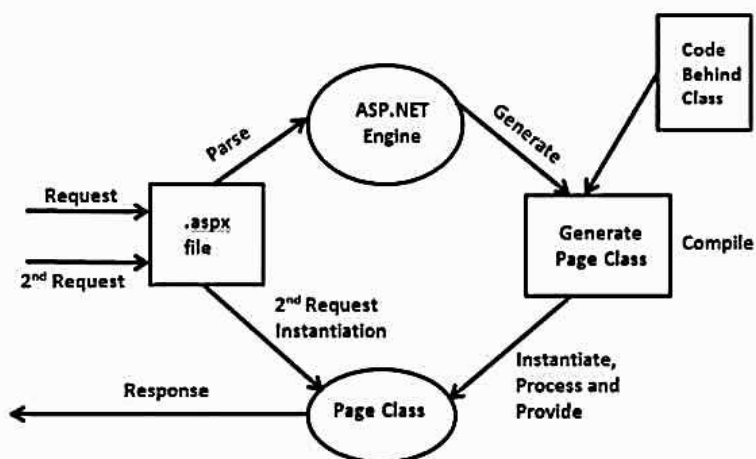 Code
Behind
Class
ASP.NET
Engine
Parse
Generate
Request
.aspx
file
2nd Request
Generate
Page Class
Compile
2nd Request
Instantiation
Instantiate,
Process and
Provide
Response
Page Class